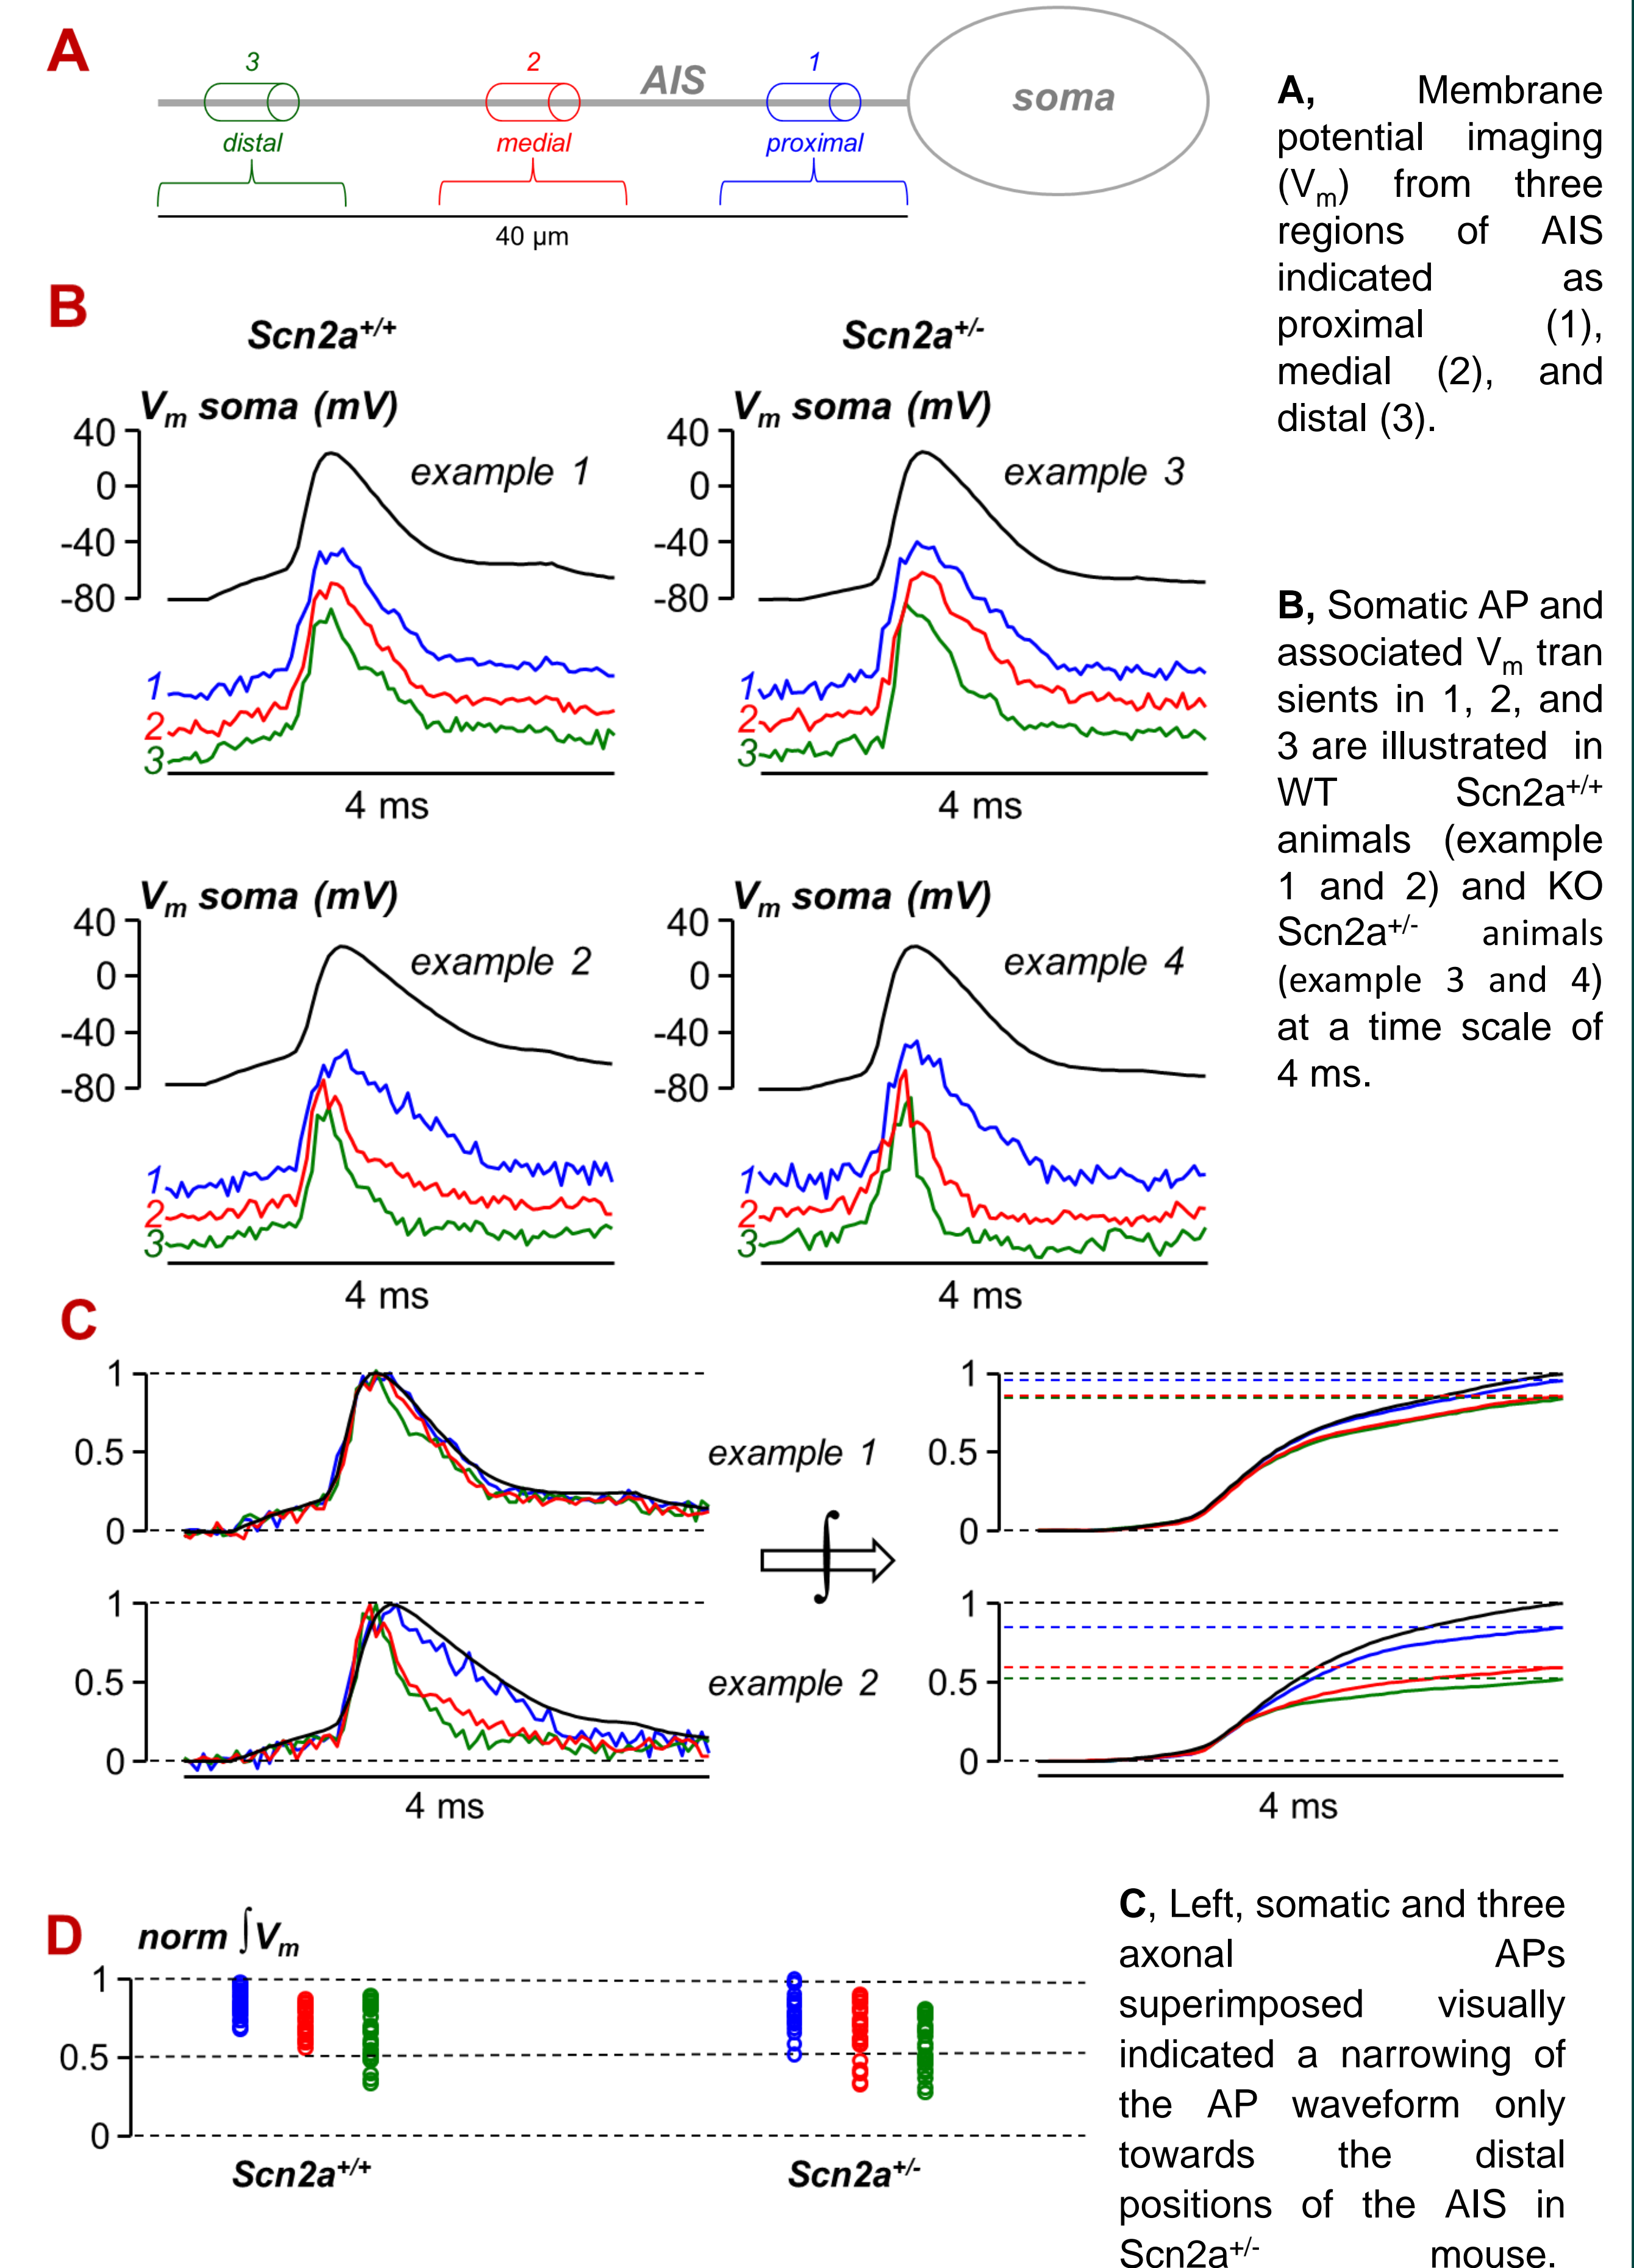 A
3
2
AIS
1
soma
distal
medial
proximal
40 µm
A, Membrane
potential imaging
(Vm) from three
regions of AIS
indicated as
proximal (1),
medial (2), and
distal (3).
B
Scn2a+/+
Scn2a+/-
Vm soma (mV)
40
0
-40
-80
example 1
1
2
3
4 ms
Vm soma (mV)
40
0
-40
-80
example 3
1
2
3
4 ms
B, Somatic AP and
associated Vm tran
sients in 1, 2, and
3 are illustrated in
WT Scn2a+/+
animals (example
1 and 2) and KO
Scn2a+/- animals
(example 3 and 4)
at a time scale of
4 ms.
Vm soma (mV)
40
0
-40
-80
example 2
1
2
3
4 ms
Vm soma (mV)
40
0
-40
-80
example 4
1
2
3
4 ms
C
1
0.5
0
example 1
1
0.5
0
∫
1
0.5
0
example 2
1
0.5
0
4 ms
4 ms
D
norm ∫Vm
1
0.5
0
Scn2a+/+
Scn2a+/-
C, Left, somatic and three
axonal APs
superimposed visually
indicated a narrowing of
the AP waveform only
towards the distal
positions of the AIS in
Scn2a+/- mouse.